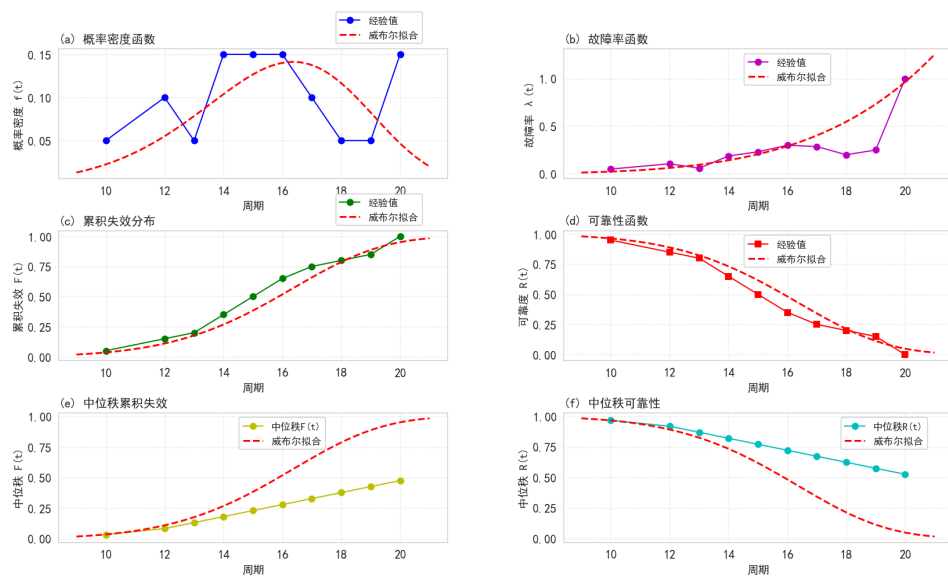 (a) 概率密度函数
经验值
威布尔拟合
概率密度 f(t)
0.15
0.10
0.05
10 12 14 16 18 20
周期
(b) 故障率函数
经验值
威布尔拟合
故障率 λ(t)
1.0
0.5
0.0
10 12 14 16 18 20
周期
(c) 累积失效分布
经验值
威布尔拟合
累积失效 F(t)
1.00
0.75
0.50
0.25
0.00
10 12 14 16 18 20
周期
(d) 可靠性函数
经验值
威布尔拟合
可靠度 R(t)
1.00
0.75
0.50
0.25
0.00
10 12 14 16 18 20
周期
(e) 中位秩累积失效
中位秩F(t)
威布尔拟合
中位秩 F(t)
1.00
0.75
0.50
0.25
0.00
10 12 14 16 18 20
周期
(f) 中位秩可靠性
中位秩R(t)
威布尔拟合
中位秩 R(t)
1.00
0.75
0.50
0.25
0.00
10 12 14 16 18 20
周期